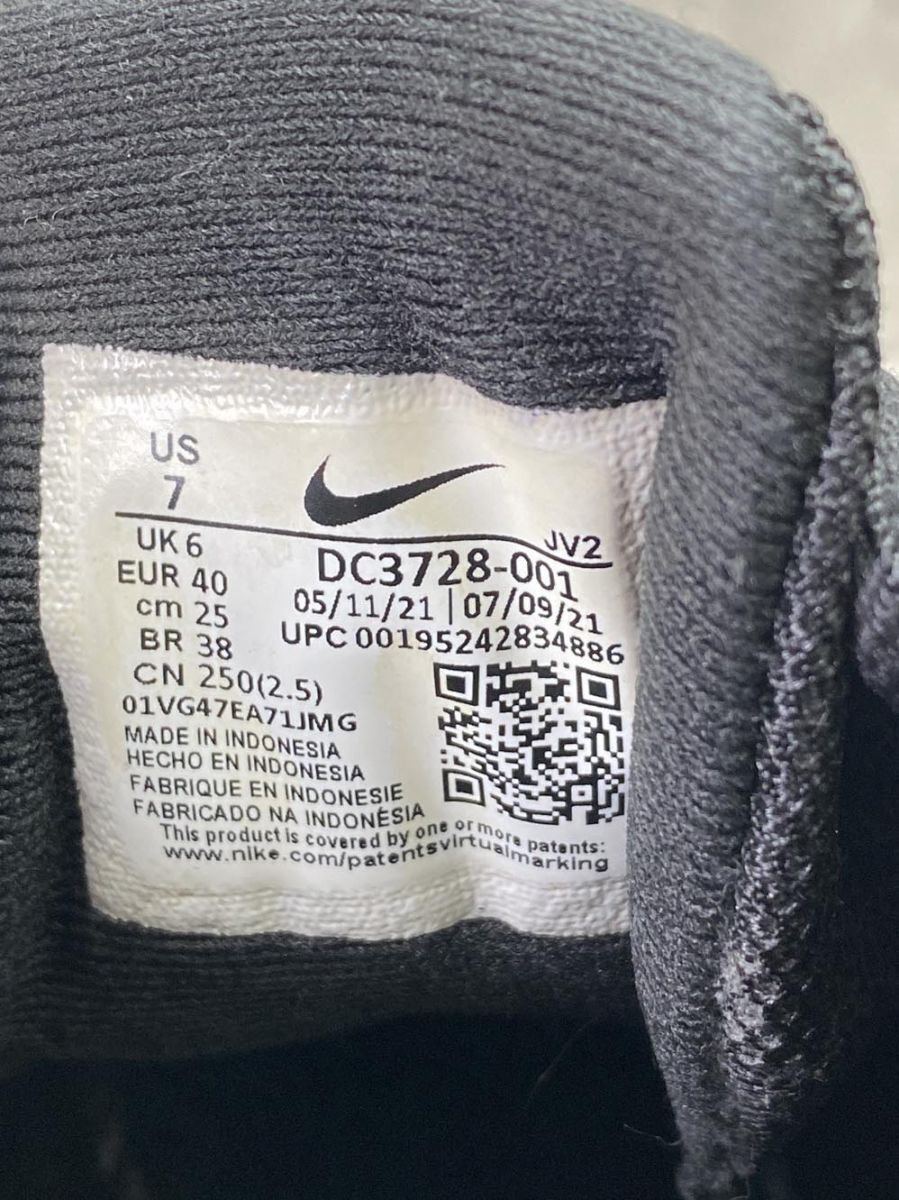 US
7
JV2
UK 6
EUR 40
cm 25
BR 38
CN 250(2.5)
DC3728-001
05/11/21 | 07/09/21
UPC 00195242834886
01VG47EA71JMG
MADE IN INDONESIA
HECHO EN INDONESIA
FABRIQUE EN INDONESIE
FABRICADO NA INDONÉSIA
This product is covered by one or more patents:
www.nike.com/patentsvirtualmarking